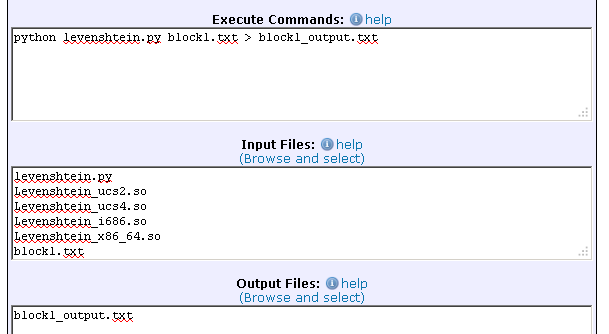 Execute Commands: help
python levenshtein.py block1.txt > block1_output.txt
Input Files: help
(Browse and select)
levenshtein.py
Levenshtein_ucs2.so
Levenshtein_ucs4.so
Levenshtein_i686.so
Levenshtein_x86_64.so
block1.txt
Output Files: help
(Browse and select)
block1_output.txt